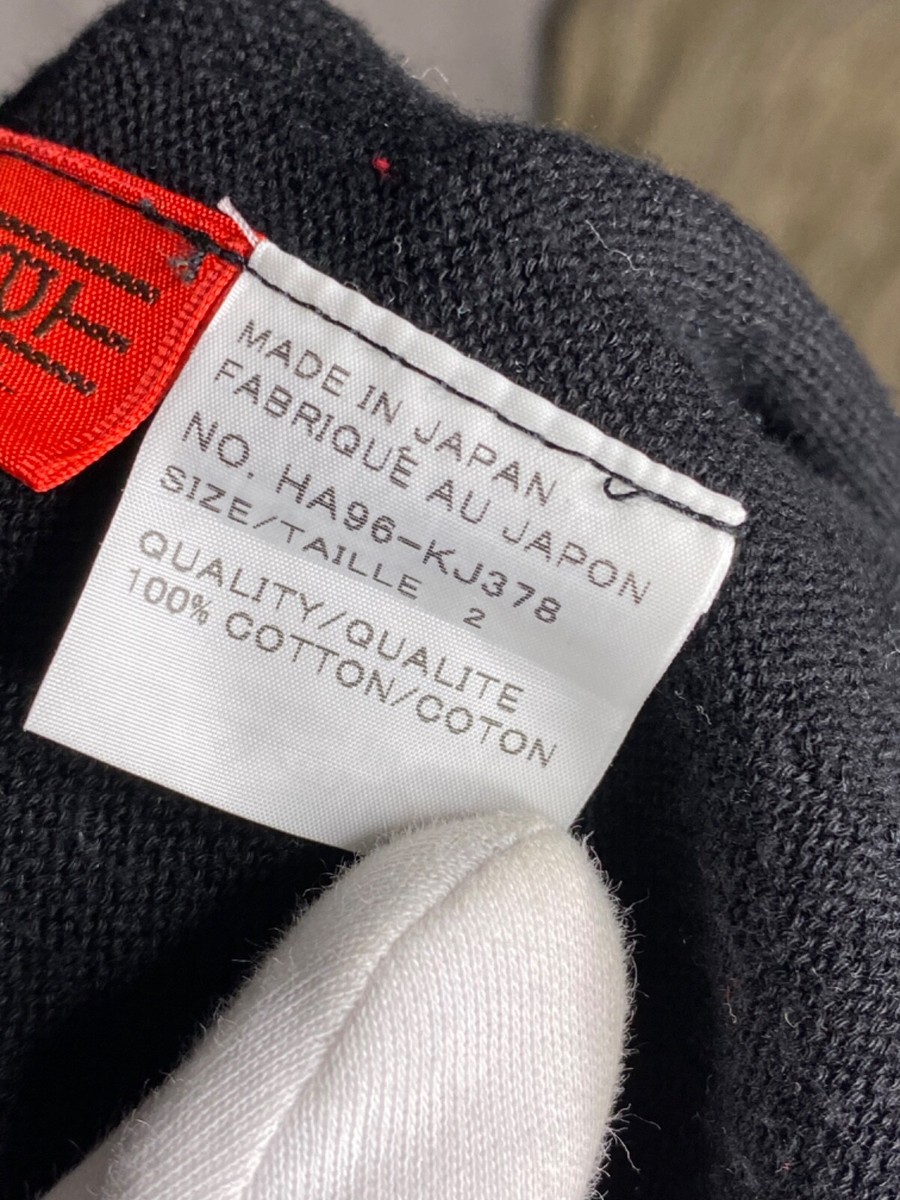 MADE IN JAPAN
FABRIQUÉ AU JAPON
NO. HA96-KJ378
SIZE/TAILLE 2
QUALITY/QUALITE
100% COTTON/COTON